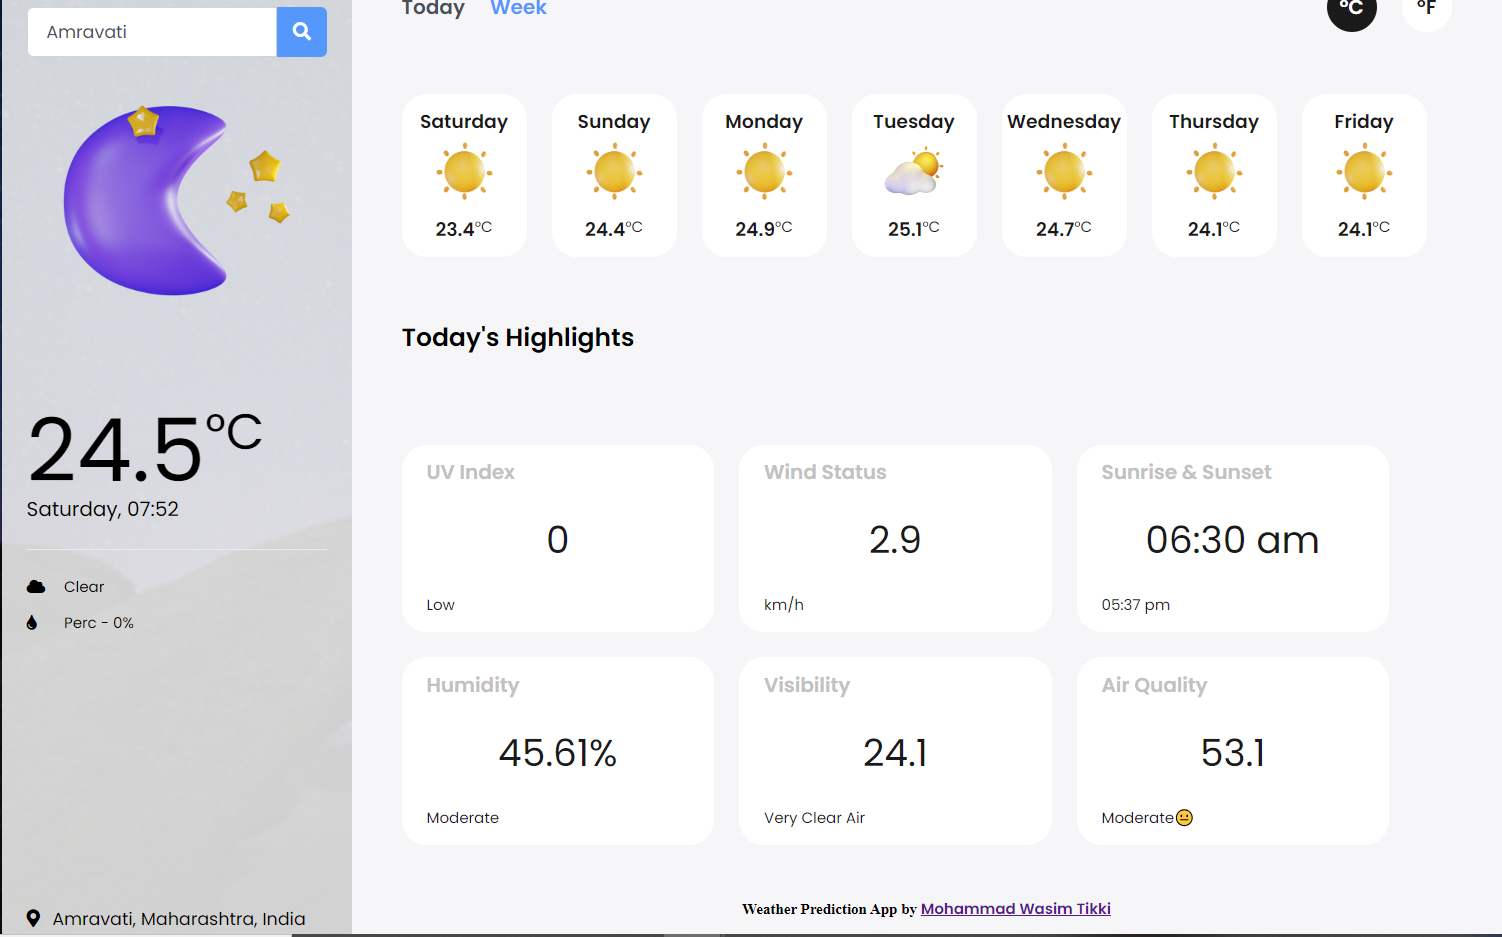 Amravati
Today Week
°C °F
Saturday Sunday Monday Tuesday Wednesday Thursday Friday
23.4°C 24.4°C 24.9°C 25.1°C 24.7°C 24.1°C 24.1°C
Today's Highlights
24.5°C
Saturday, 07:52
Clear
Perc - 0%
UV Index
0
Low
Wind Status
2.9
km/h
Sunrise & Sunset
06:30 am
05:37 pm
Humidity
45.61%
Moderate
Visibility
24.1
Very Clear Air
Air Quality
53.1
Moderate😐
Amravati, Maharashtra, India
Weather Prediction App by Mohammad Wasim Tikki